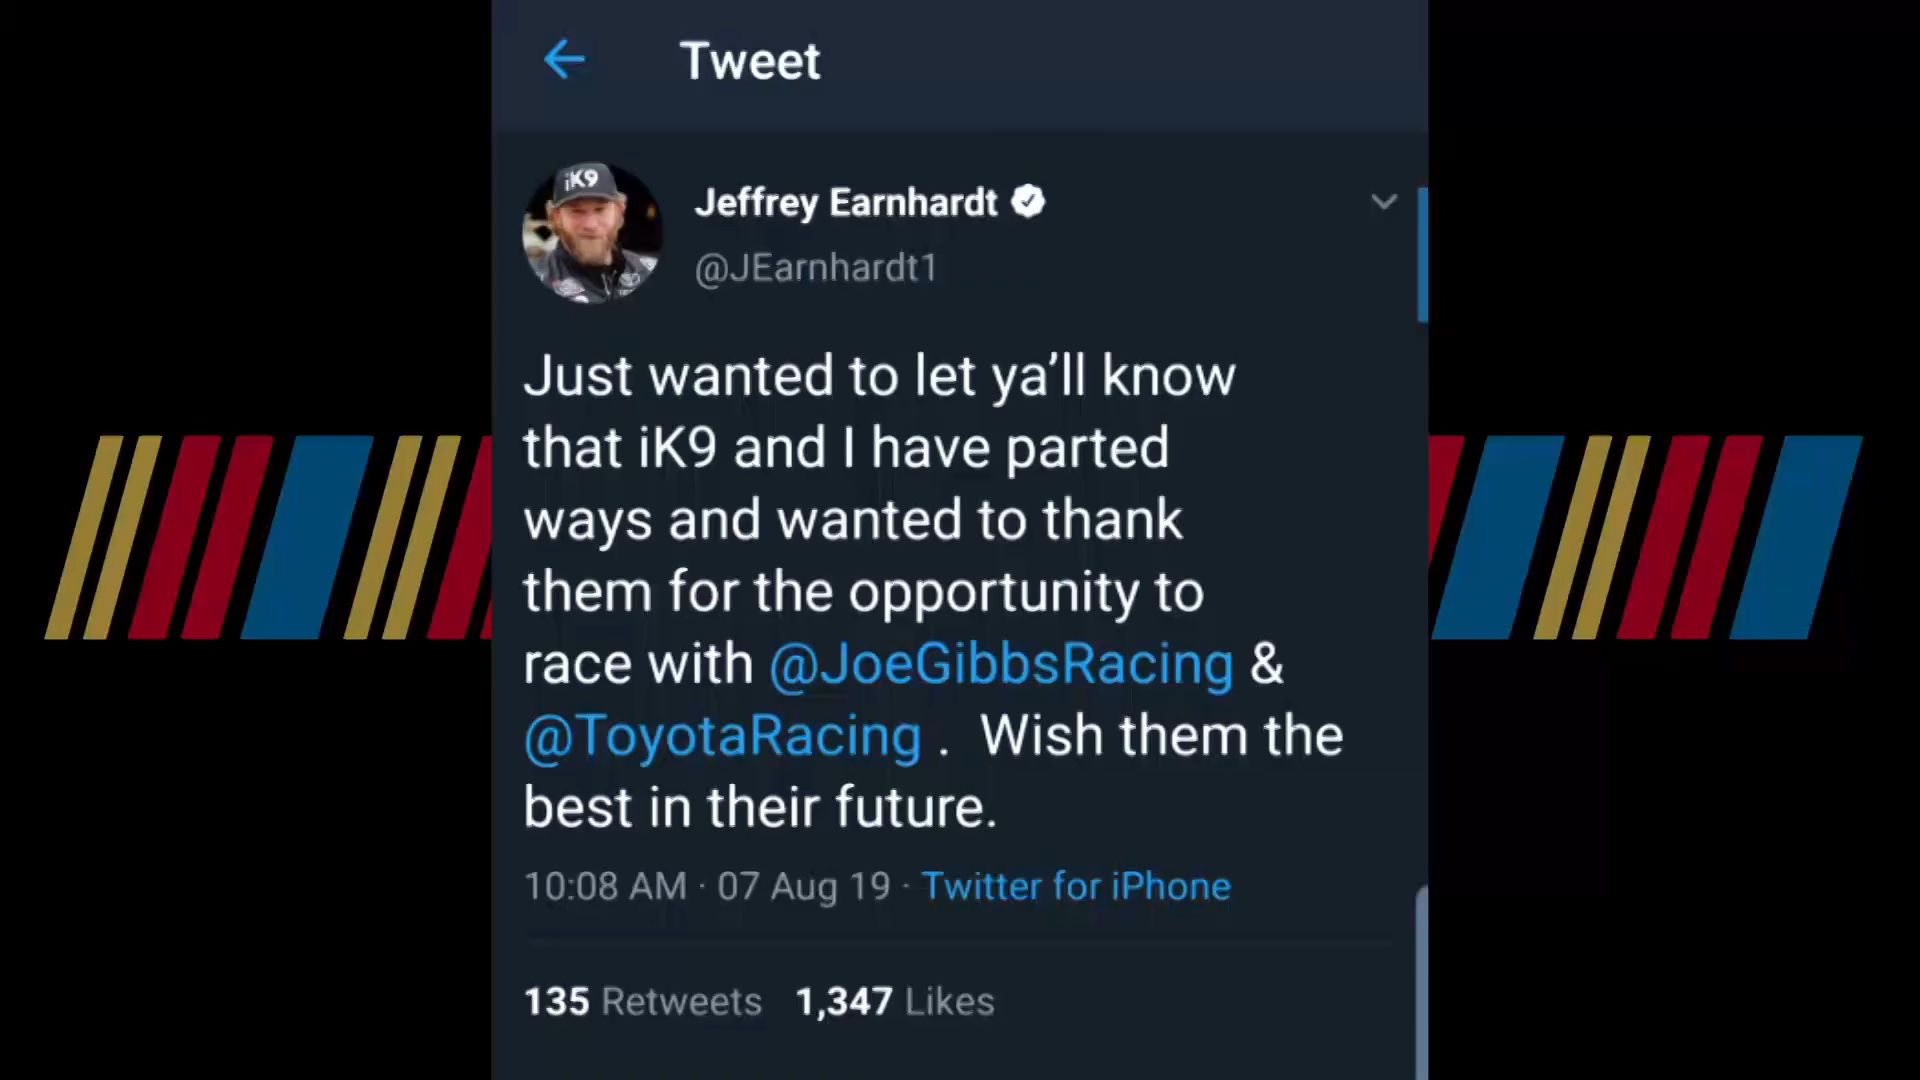 Tweet
iK9
Jeffrey Earnhardt
@JEarnhardt1
Just wanted to let ya’ll know
that iK9 and I have parted
ways and wanted to thank
them for the opportunity to
race with @JoeGibbsRacing &
@ToyotaRacing .  Wish them the
best in their future.
10:08 AM · 07 Aug 19 · Twitter for iPhone
135 Retweets 1,347 Likes